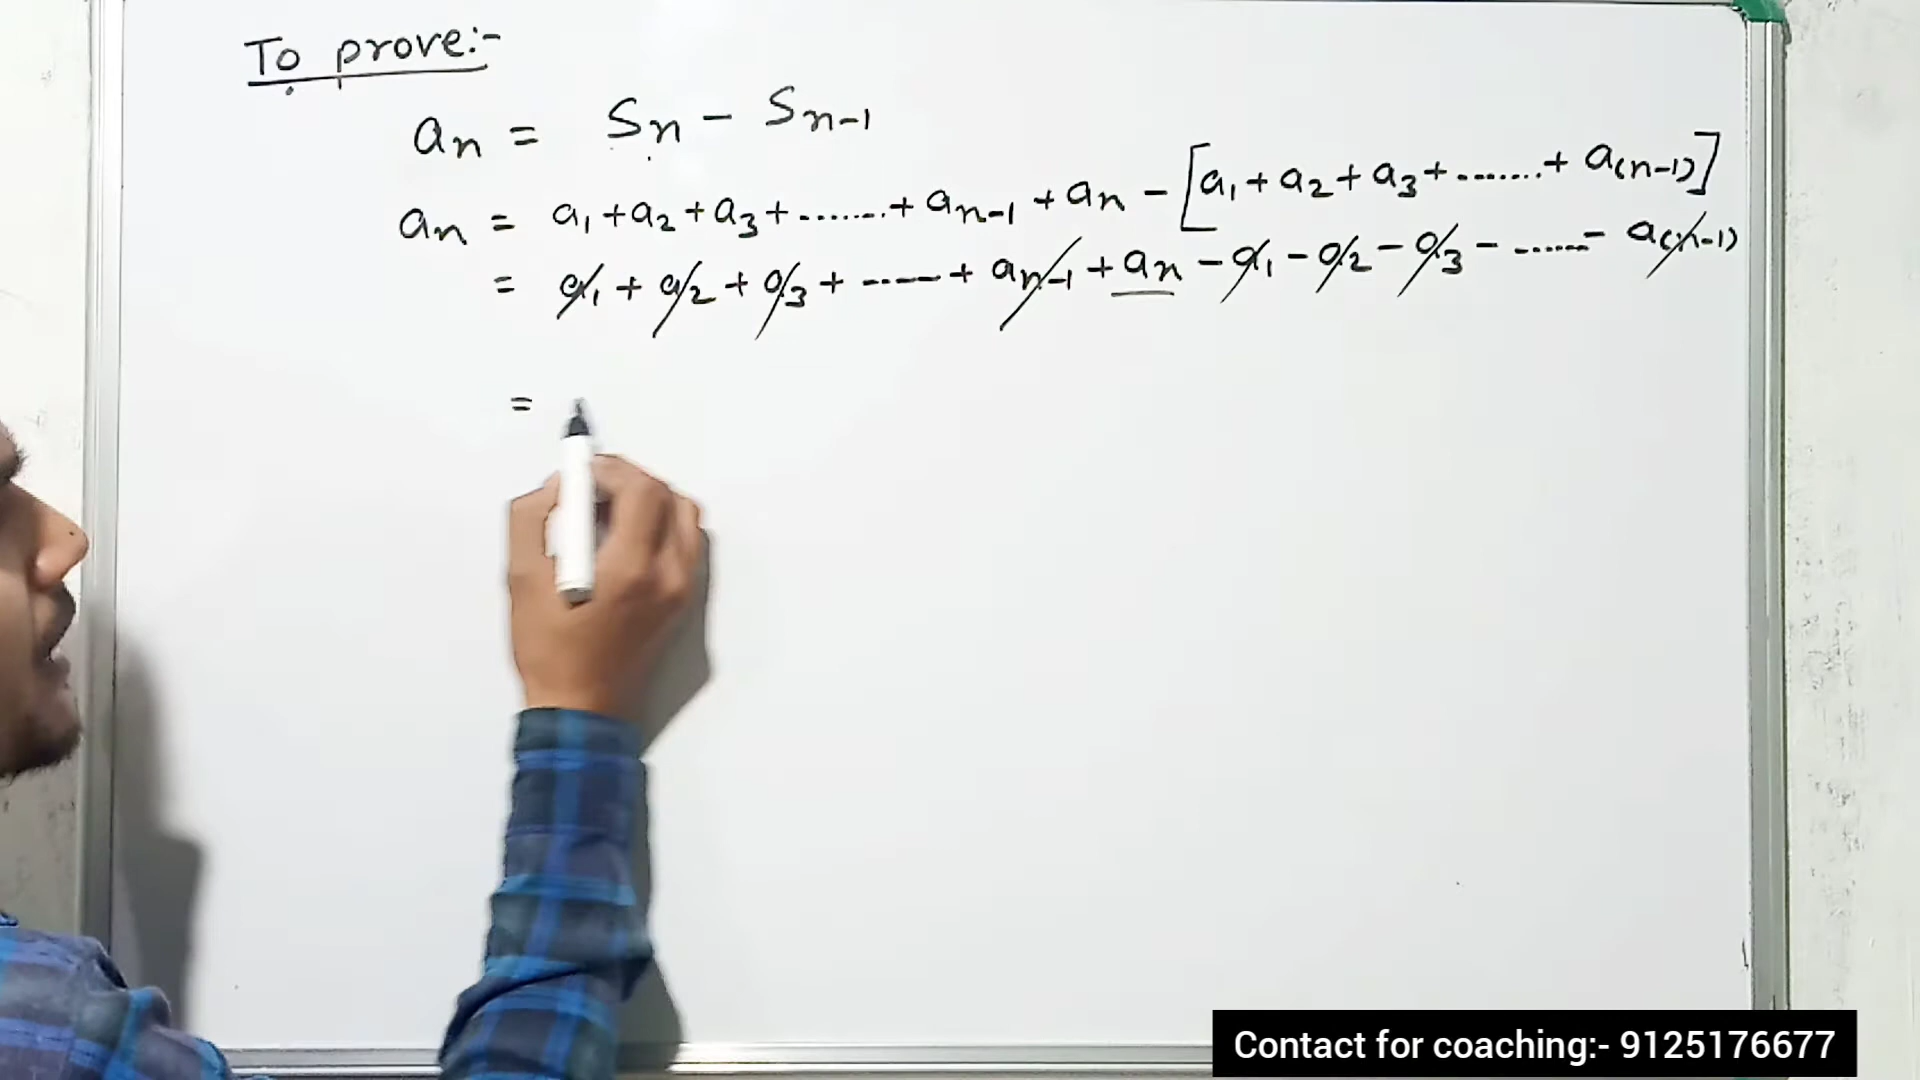 To prove:-
aₙ = Sₙ - Sₙ₋₁
aₙ = a₁ + a₂ + a₃ + ....... + aₙ₋₁ + aₙ - [a₁ + a₂ + a₃ + ....... + a₍ₙ₋₁₎]
= a₁ + a₂ + a₃ + ------ + aₙ₋₁ + aₙ - a₁ - a₂ - a₃ - ...... - a₍ₙ₋₁₎
=
Contact for coaching:- 9125176677